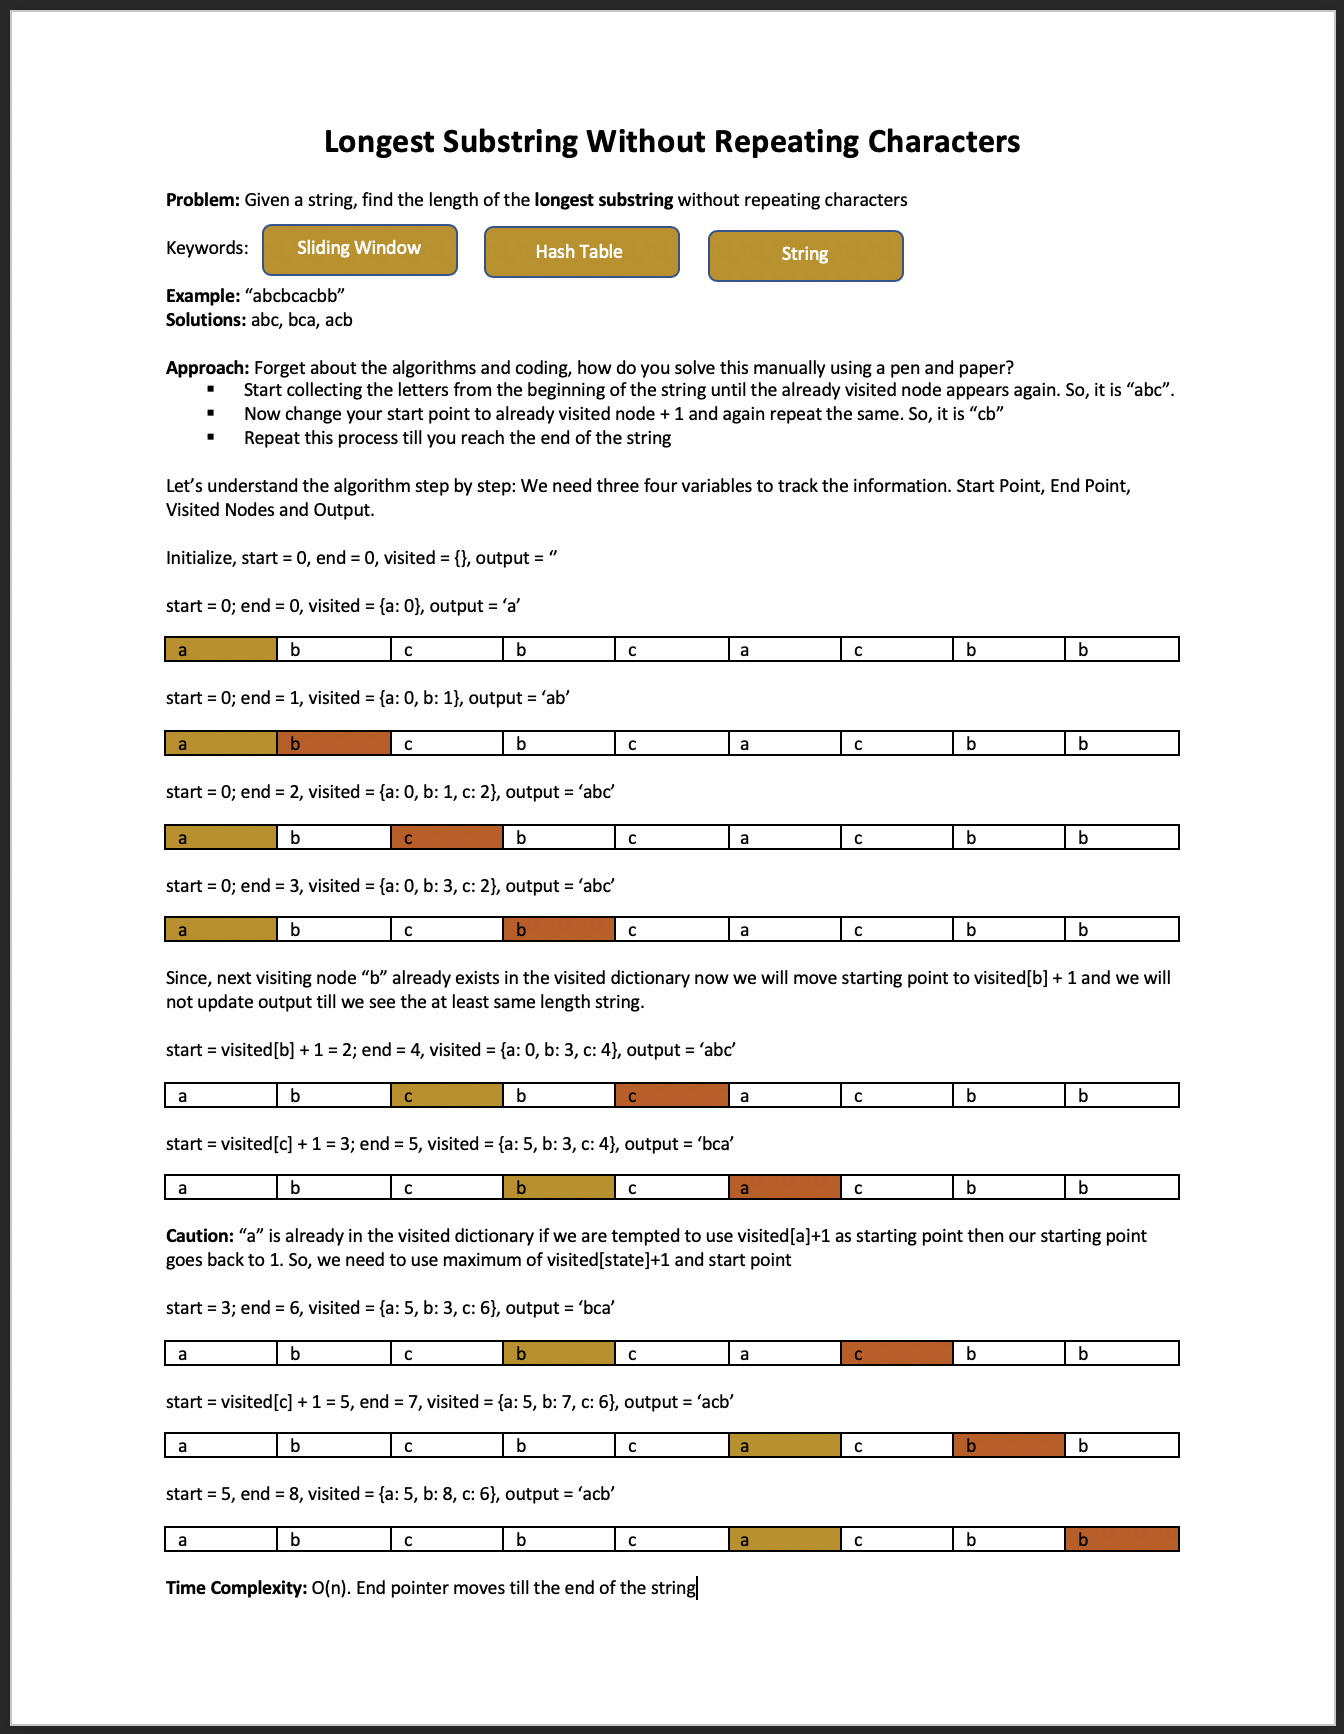 Longest Substring Without Repeating Characters
Problem: Given a string, find the length of the longest substring without repeating characters
Keywords: Sliding Window Hash Table String
Example: “abcbcacbb”
Solutions: abc, bca, acb
Approach: Forget about the algorithms and coding, how do you solve this manually using a pen and paper?
▪ Start collecting the letters from the beginning of the string until the already visited node appears again. So, it is “abc”.
▪ Now change your start point to already visited node + 1 and again repeat the same. So, it is “cb”
▪ Repeat this process till you reach the end of the string
Let’s understand the algorithm step by step: We need three four variables to track the information. Start Point, End Point,
Visited Nodes and Output.
Initialize, start = 0, end = 0, visited = {}, output = ‘’
start = 0; end = 0, visited = {a: 0}, output = ‘a’
a b c b c a c b b
start = 0; end = 1, visited = {a: 0, b: 1}, output = ‘ab’
a b c b c a c b b
start = 0; end = 2, visited = {a: 0, b: 1, c: 2}, output = ‘abc’
a b c b c a c b b
start = 0; end = 3, visited = {a: 0, b: 3, c: 2}, output = ‘abc’
a b c b c a c b b
Since, next visiting node “b” already exists in the visited dictionary now we will move starting point to visited[b] + 1 and we will
not update output till we see the at least same length string.
start = visited[b] + 1 = 2; end = 4, visited = {a: 0, b: 3, c: 4}, output = ‘abc’
a b c b c a c b b
start = visited[c] + 1 = 3; end = 5, visited = {a: 5, b: 3, c: 4}, output = ‘bca’
a b c b c a c b b
Caution: “a” is already in the visited dictionary if we are tempted to use visited[a]+1 as starting point then our starting point
goes back to 1. So, we need to use maximum of visited[state]+1 and start point
start = 3; end = 6, visited = {a: 5, b: 3, c: 6}, output = ‘bca’
a b c b c a c b b
start = visited[c] + 1 = 5, end = 7, visited = {a: 5, b: 7, c: 6}, output = ‘acb’
a b c b c a c b b
start = 5, end = 8, visited = {a: 5, b: 8, c: 6}, output = ‘acb’
a b c b c a c b b
Time Complexity: O(n). End pointer moves till the end of the string